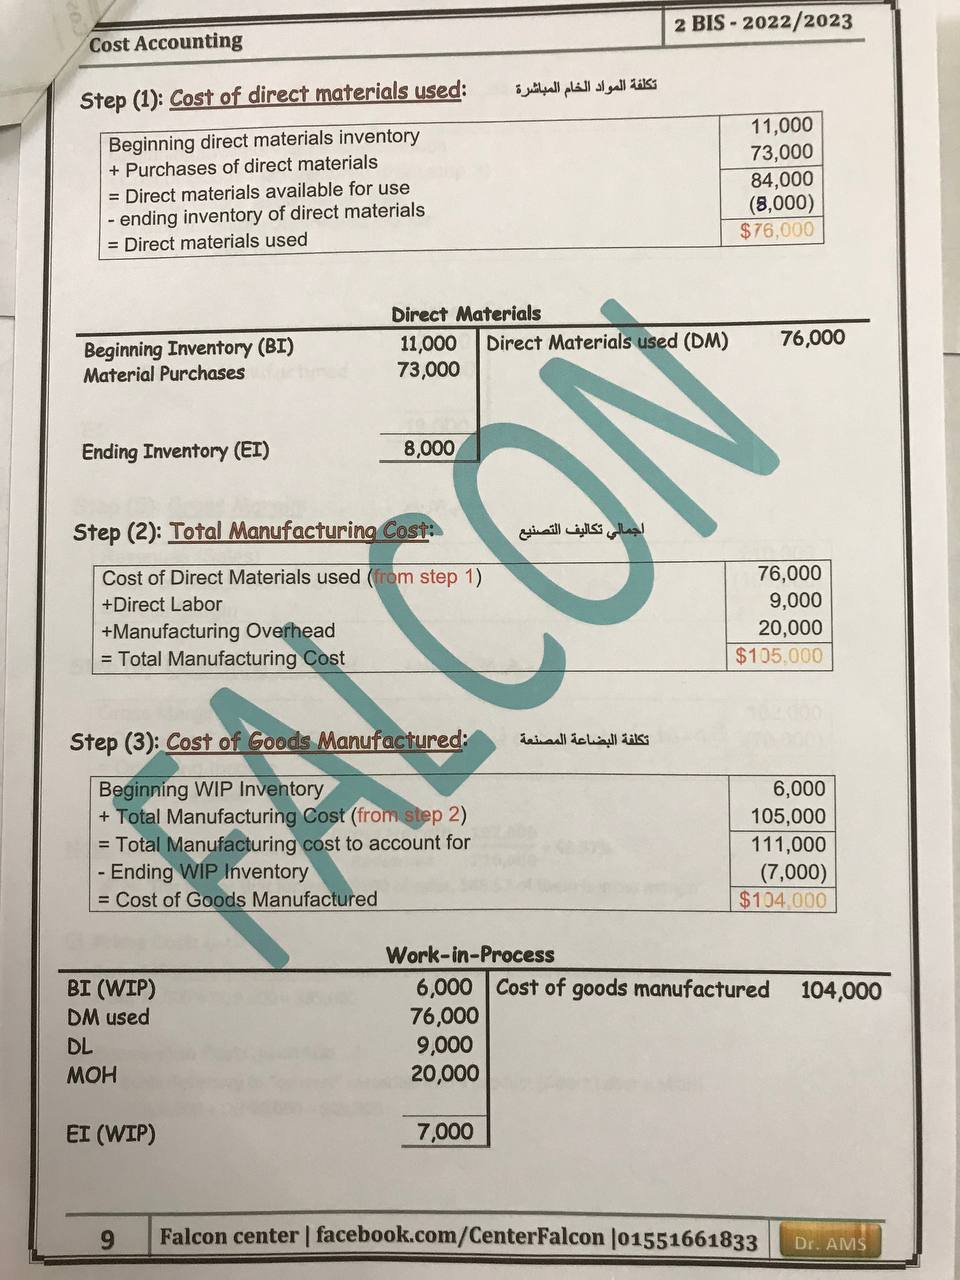 Cost Accounting
2 BIS - 2022/2023
Step (1): Cost of direct materials used: تكلفة المواد الخام المباشرة
Beginning direct materials inventory 11,000
+ Purchases of direct materials 73,000
= Direct materials available for use 84,000
- ending inventory of direct materials (8,000)
= Direct materials used $76,000
Direct Materials
Beginning Inventory (BI) 11,000 Direct Materials used (DM) 76,000
Material Purchases 73,000
Ending Inventory (EI) 8,000
Step (2): Total Manufacturing Cost: اجمالي تكاليف التصنيع
Cost of Direct Materials used (from step 1) 76,000
+Direct Labor 9,000
+Manufacturing Overhead 20,000
= Total Manufacturing Cost $105,000
Step (3): Cost of Goods Manufactured: تكلفة البضاعة المصنعة
Beginning WIP Inventory 6,000
+ Total Manufacturing Cost (from step 2) 105,000
= Total Manufacturing cost to account for 111,000
- Ending WIP Inventory (7,000)
= Cost of Goods Manufactured $104,000
Work-in-Process
BI (WIP) 6,000 Cost of goods manufactured 104,000
DM used 76,000
DL 9,000
MOH 20,000
EI (WIP) 7,000
FALCON
9 Falcon center | facebook.com/CenterFalcon |01551661833 Dr. AMS